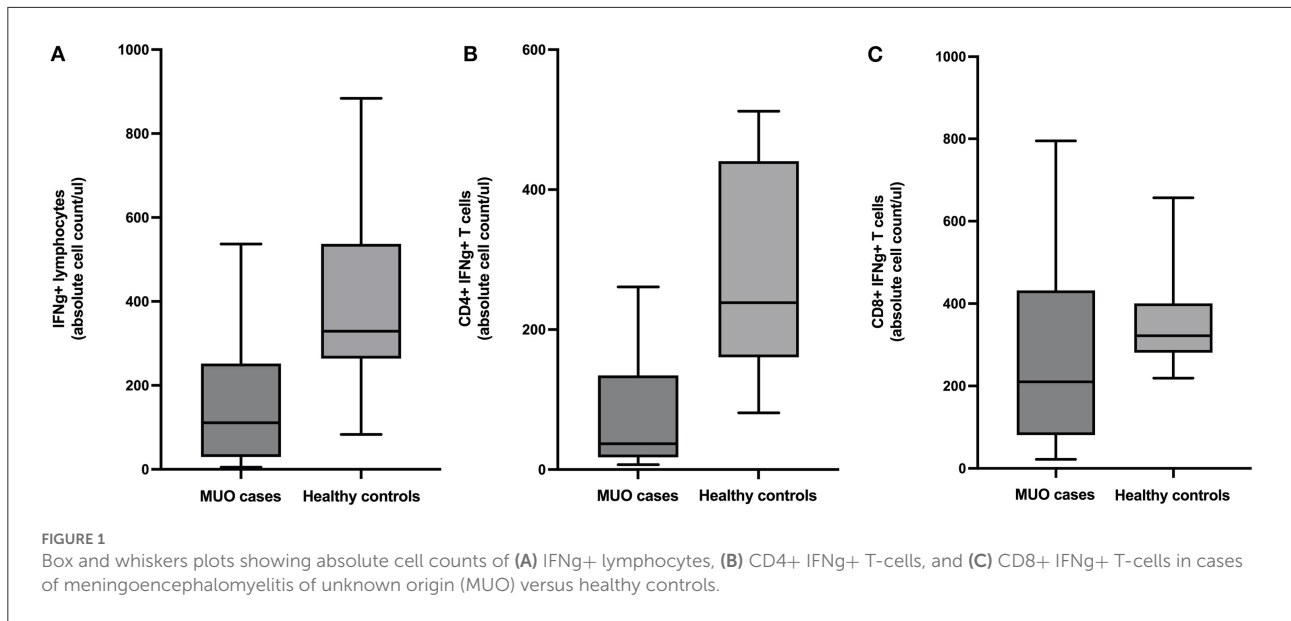 A
1000
800
600
400
200
0
IFNg+ lymphocytes
(absolute cell count/ul)
MUO cases
Healthy controls
B
600
400
200
0
CD4+ IFNg+ T cells
(absolute cell count/ul)
MUO cases
Healthy controls
C
1000
800
600
400
200
0
CD8+ IFNg+ T cells
(absolute cell count/ul)
MUO cases
Healthy controls
FIGURE 1
Box and whiskers plots showing absolute cell counts of (A) IFNg+ lymphocytes, (B) CD4+ IFNg+ T-cells, and (C) CD8+ IFNg+ T-cells in cases
of meningoencephalomyelitis of unknown origin (MUO) versus healthy controls.